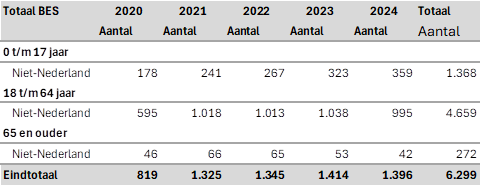 Totaal BES 2020 2021 2022 2023 2024 Totaal
Aantal Aantal Aantal Aantal Aantal Aantal
0 t/m 17 jaar
Niet-Nederland 178 241 267 323 359 1.368
18 t/m 64 jaar
Niet-Nederland 595 1.018 1.013 1.038 995 4.659
65 en ouder
Niet-Nederland 46 66 65 53 42 272
Eindtotaal 819 1.325 1.345 1.414 1.396 6.299